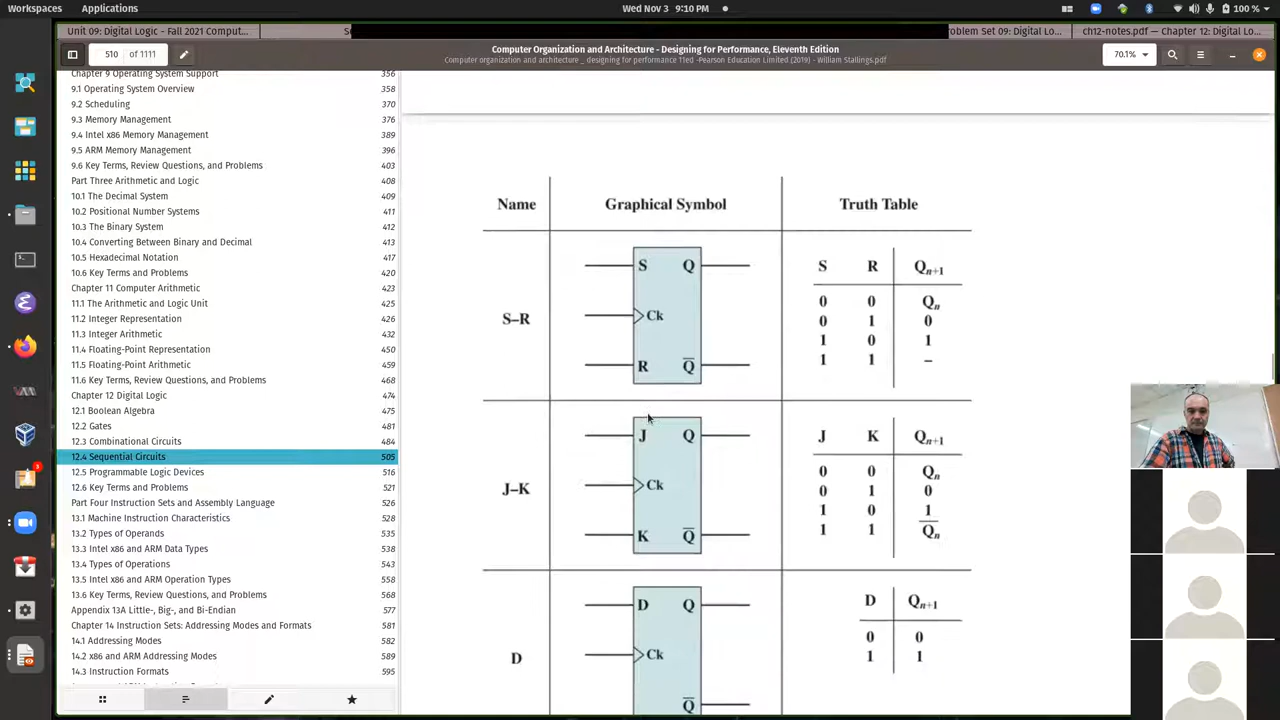 Workspaces Applications Wed Nov 3 9:10 PM 100 %
Unit 09: Digital Logic - Fall 2021 Comput... oblem Set 09: Digital Lo... ch12-notes.pdf — Chapter 12: Digital Lo...
510 of 1111 Computer Organization and Architecture - Designing for Performance, Eleventh Edition 70.1%
Computer organization and architecture _ designing for performance 11ed -Pearson Education Limited (2019) - William Stallings.pdf
Chapter 9 Operating System Support 356
9.1 Operating System Overview 358
9.2 Scheduling 370
9.3 Memory Management 376
9.4 Intel x86 Memory Management 389
9.5 ARM Memory Management 396
9.6 Key Terms, Review Questions, and Problems 403
Part Three Arithmetic and Logic 408
10.1 The Decimal System 409
10.2 Positional Number Systems 411
10.3 The Binary System 412
10.4 Converting Between Binary and Decimal 413
10.5 Hexadecimal Notation 417
10.6 Key Terms and Problems 420
Chapter 11 Computer Arithmetic 423
11.1 The Arithmetic and Logic Unit 425
11.2 Integer Representation 426
11.3 Integer Arithmetic 432
11.4 Floating-Point Representation 450
11.5 Floating-Point Arithmetic 459
11.6 Key Terms, Review Questions, and Problems 468
Chapter 12 Digital Logic 474
12.1 Boolean Algebra 475
12.2 Gates 481
12.3 Combinational Circuits 484
12.4 Sequential Circuits 505
12.5 Programmable Logic Devices 516
12.6 Key Terms and Problems 521
Part Four Instruction Sets and Assembly Language 526
13.1 Machine Instruction Characteristics 528
13.2 Types of Operands 535
13.3 Intel x86 and ARM Data Types 538
13.4 Types of Operations 543
13.5 Intel x86 and ARM Operation Types 558
13.6 Key Terms, Review Questions, and Problems 568
Appendix 13A Little-, Big-, and Bi-Endian 577
Chapter 14 Instruction Sets: Addressing Modes and Formats 581
14.1 Addressing Modes 582
14.2 x86 and ARM Addressing Modes 589
14.3 Instruction Formats 595
Name Graphical Symbol Truth Table
S Q S R Qn+1
0 0 Qn
S–R Ck 0 1 0
1 0 1
R Q̅ 1 1 –
J Q J K Qn+1
0 0 Qn
J–K Ck 0 1 0
1 0 1
K Q̅ 1 1 Q̅n
D Q D Qn+1
0 0
D Ck 1 1
Q̅
3